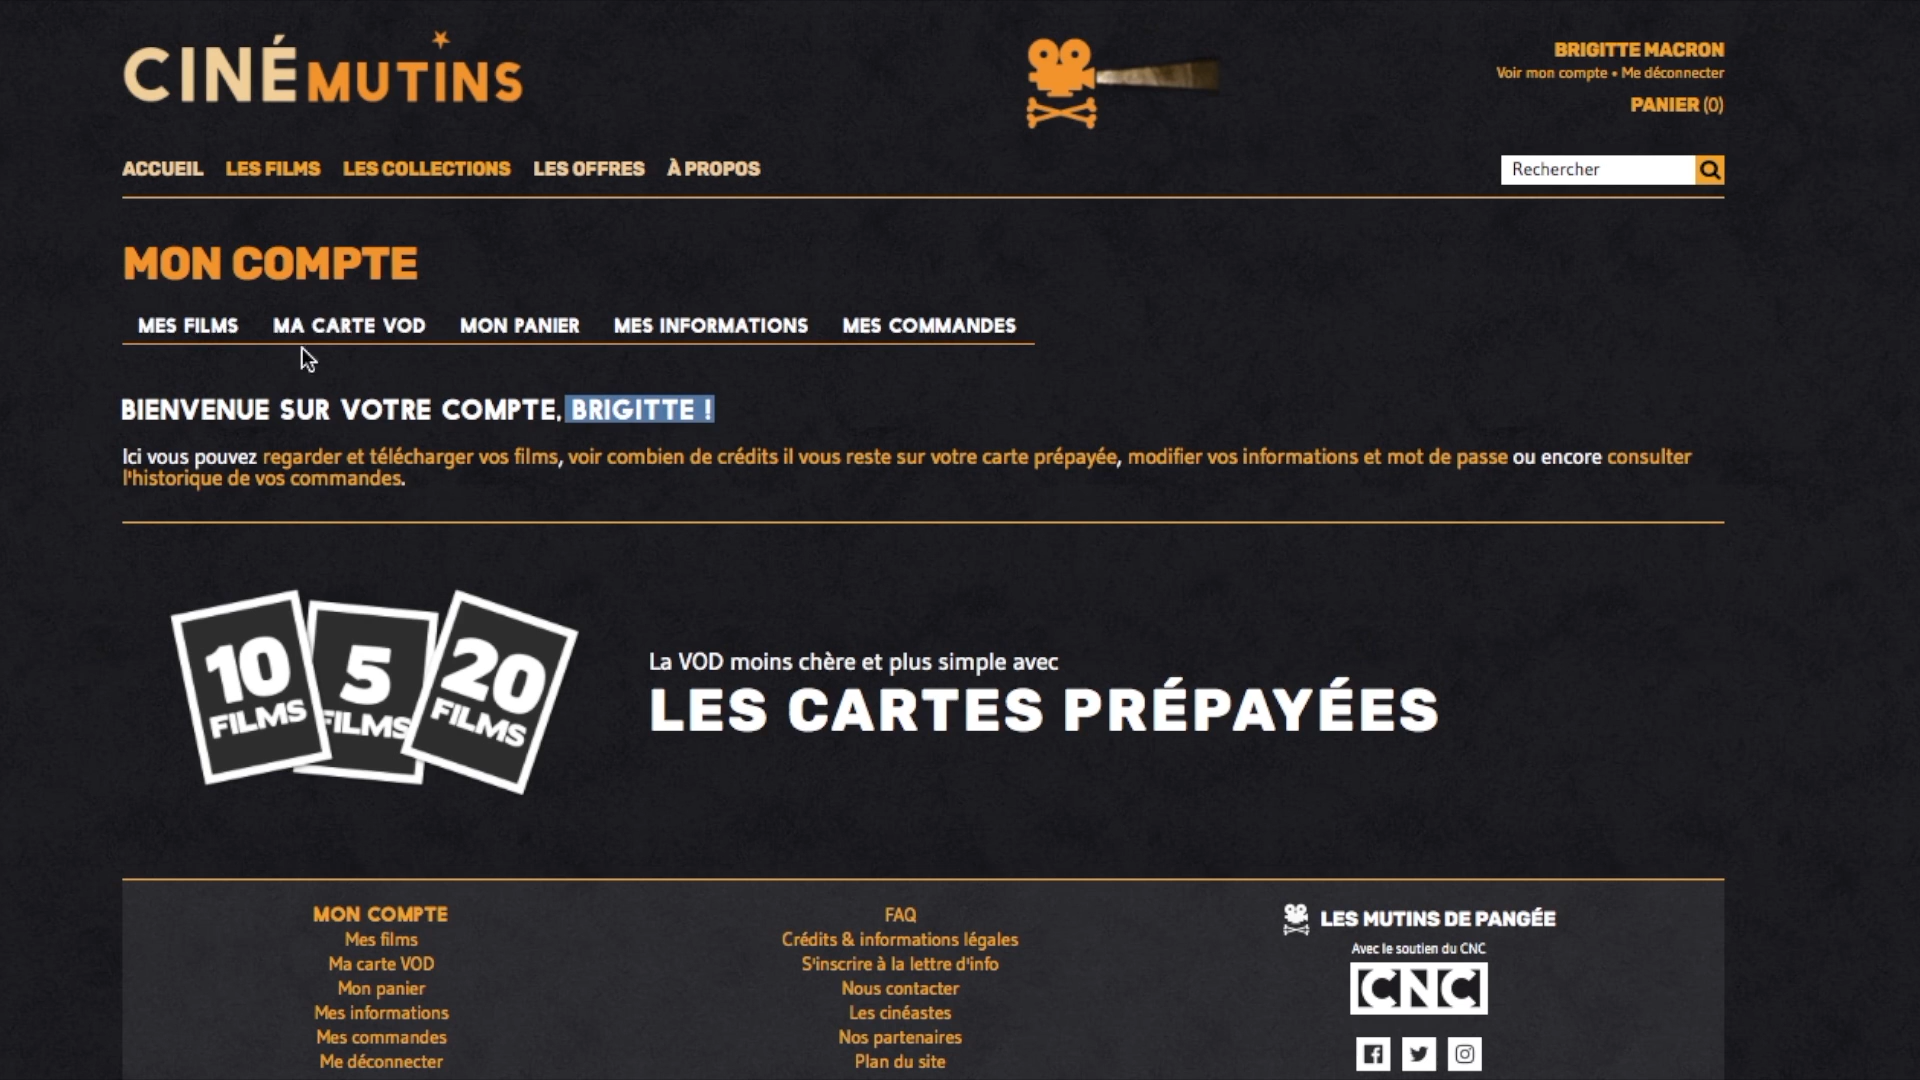 CINÉMUTINS
BRIGITTE MACRON
Voir mon compte • Me déconnecter
PANIER (0)
ACCUEIL LES FILMS LES COLLECTIONS LES OFFRES À PROPOS
Rechercher
MON COMPTE
MES FILMS MA CARTE VOD MON PANIER MES INFORMATIONS MES COMMANDES
BIENVENUE SUR VOTRE COMPTE, BRIGITTE !
Ici vous pouvez regarder et télécharger vos films, voir combien de crédits il vous reste sur votre carte prépayée, modifier vos informations et mot de passe ou encore consulter
l'historique de vos commandes.
10 FILMS
5 FILMS
20 FILMS
La VOD moins chère et plus simple avec
LES CARTES PRÉPAYÉES
MON COMPTE
Mes films
Ma carte VOD
Mon panier
Mes informations
Mes commandes
Me déconnecter
FAQ
Crédits & informations légales
S'inscrire à la lettre d'info
Nous contacter
Les cinéastes
Nos partenaires
Plan du site
LES MUTINS DE PANGÉE
Avec le soutien du CNC
CNC